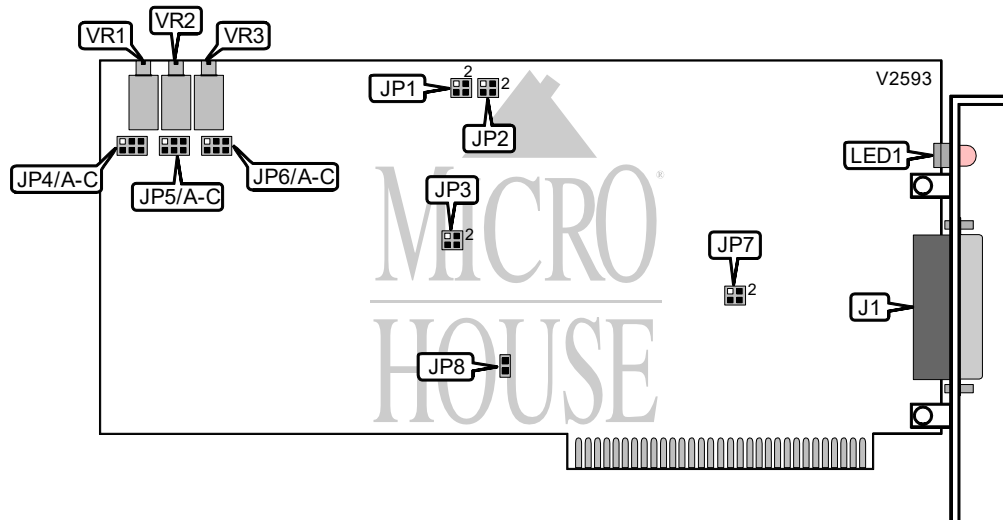 VR1
VR2
VR3
JP1
2
2
JP2
V2593
LED1
JP4/A-C
JP5/A-C
JP6/A-C
JP3
2
JP7
2
J1
JP8
MICRO®
HOUSE